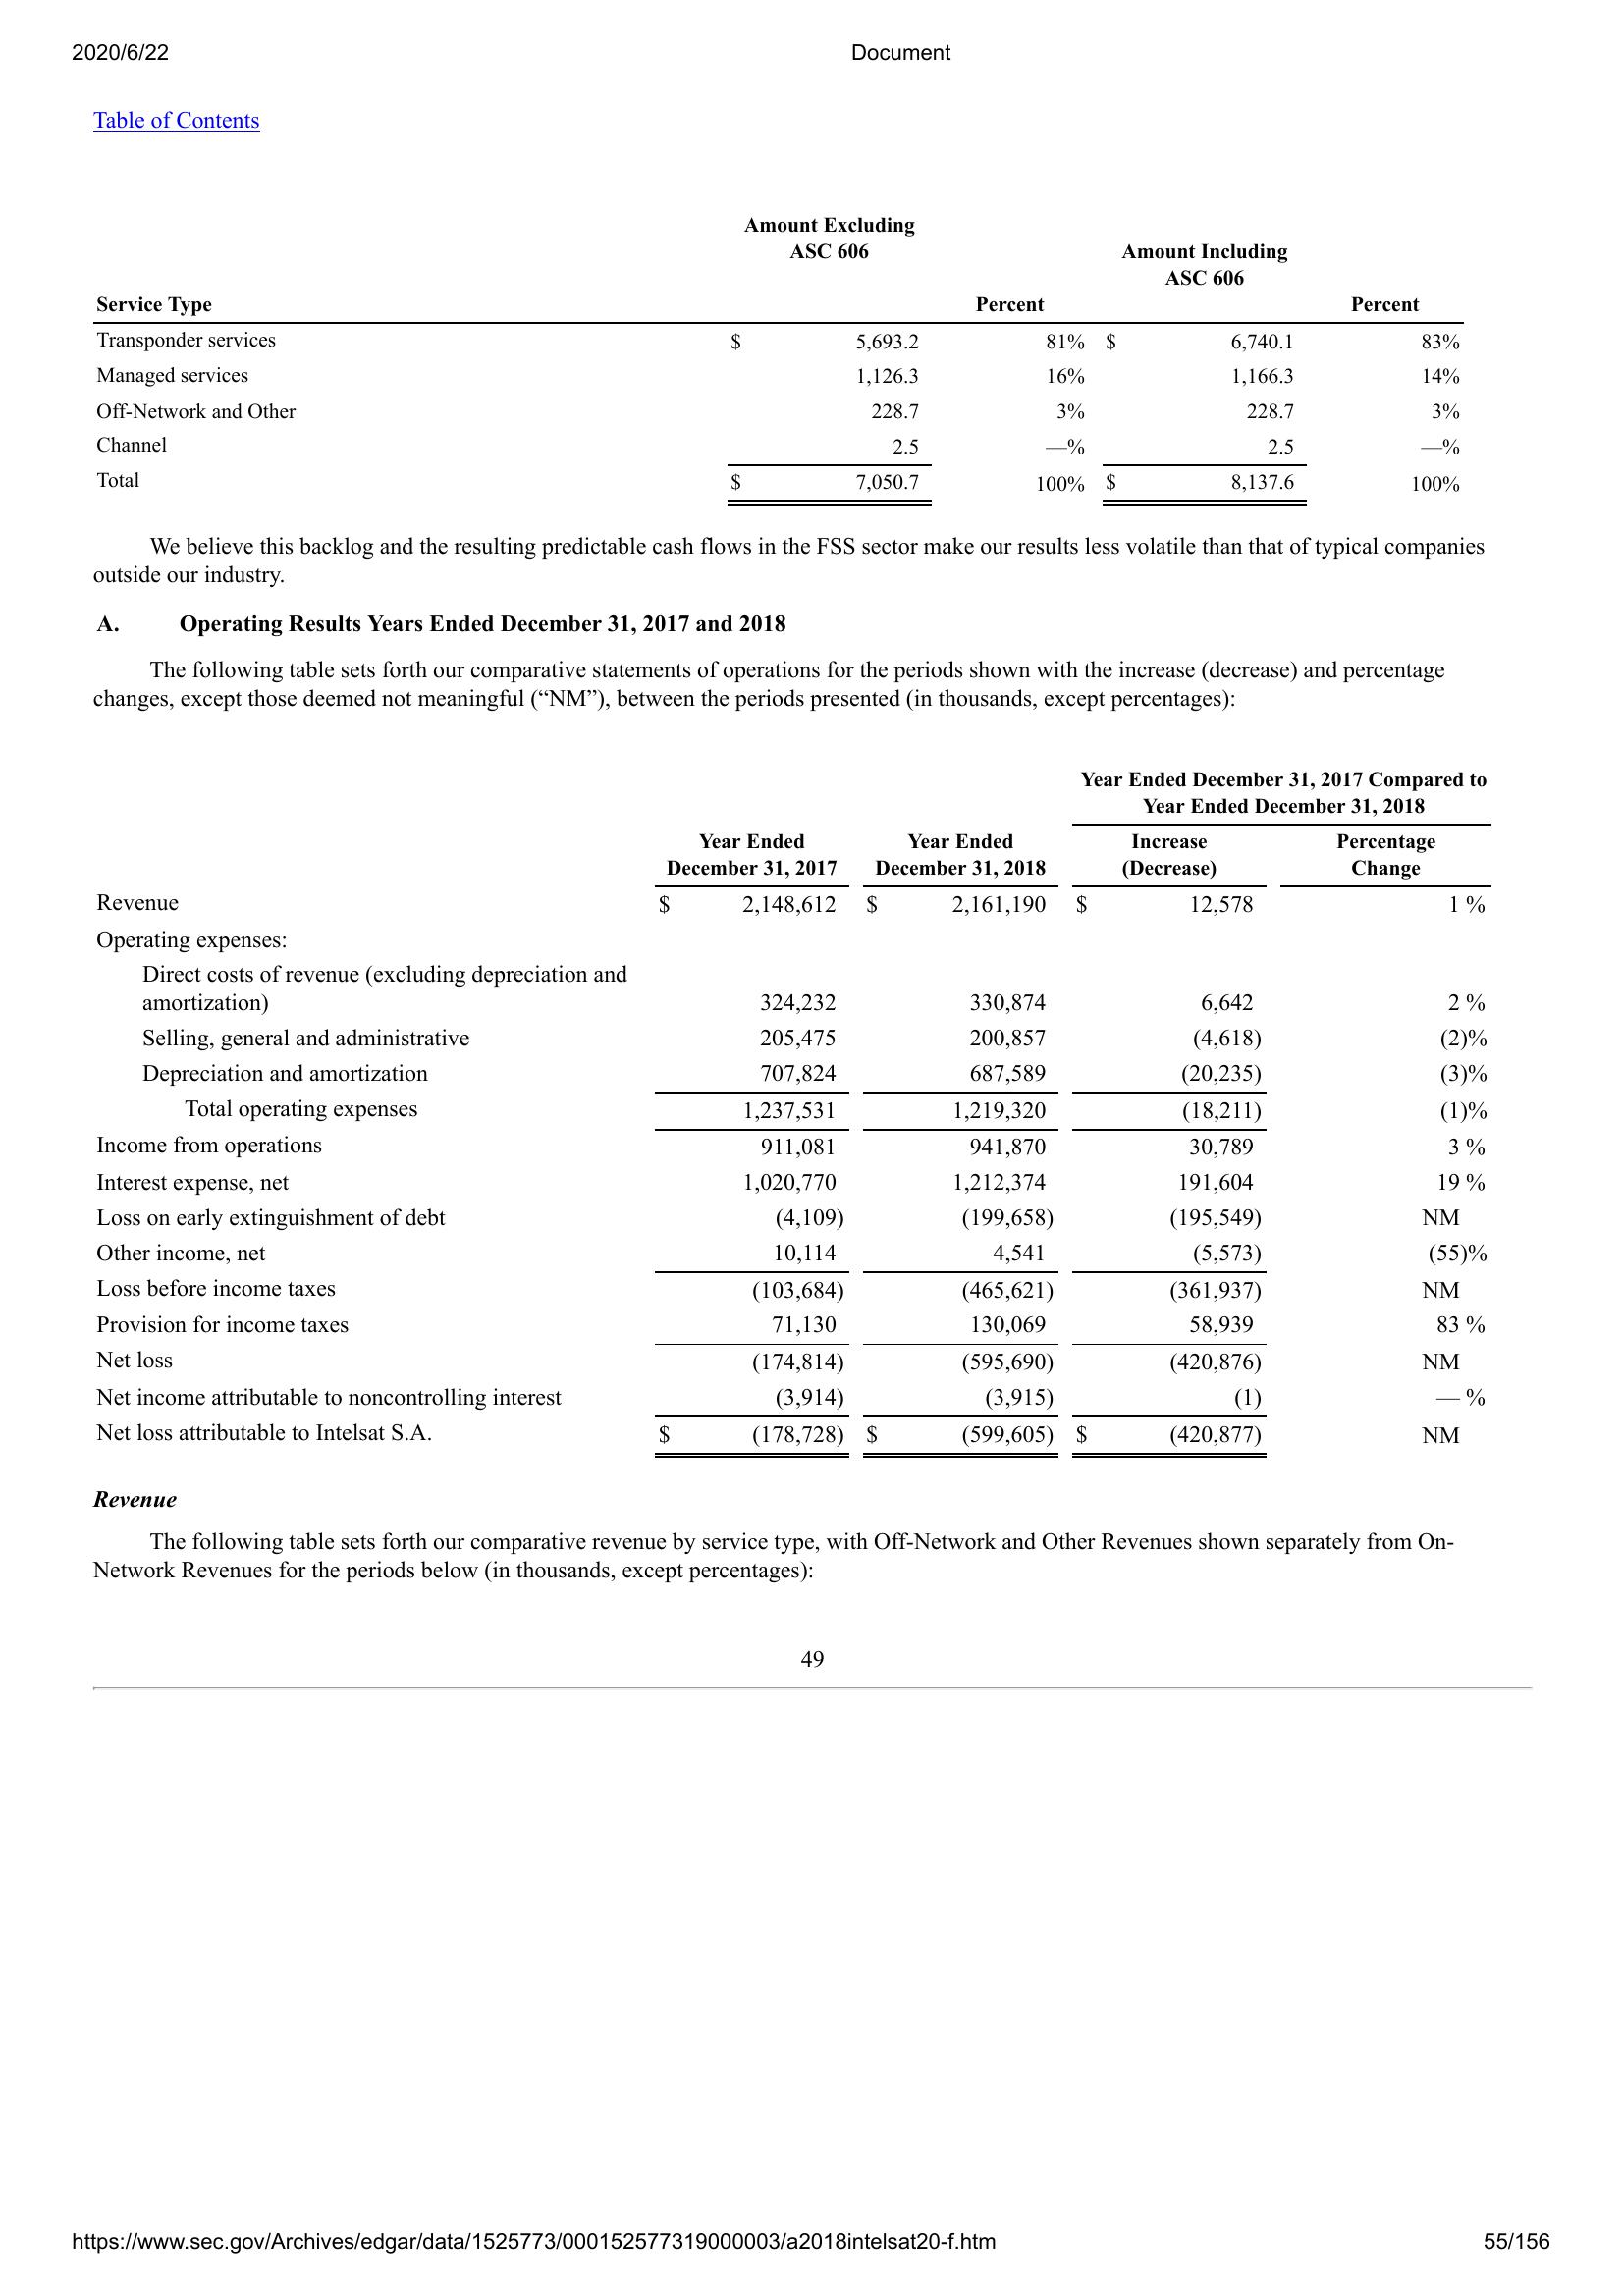 2020/6/22 Document
Table of Contents
Amount Excluding
ASC 606 Amount Including
ASC 606
Service Type Percent Percent
Transponder services $ 5,693.2 81% $ 6,740.1 83%
Managed services 1,126.3 16% 1,166.3 14%
Off-Network and Other 228.7 3% 228.7 3%
Channel 2.5 —% 2.5 —%
Total $ 7,050.7 100% $ 8,137.6 100%
We believe this backlog and the resulting predictable cash flows in the FSS sector make our results less volatile than that of typical companies
outside our industry.
A. Operating Results Years Ended December 31, 2017 and 2018
The following table sets forth our comparative statements of operations for the periods shown with the increase (decrease) and percentage
changes, except those deemed not meaningful (“NM”), between the periods presented (in thousands, except percentages):
Year Ended December 31, 2017 Compared to
Year Ended December 31, 2018
Year Ended Year Ended Increase Percentage
December 31, 2017 December 31, 2018 (Decrease) Change
Revenue $ 2,148,612 $ 2,161,190 $ 12,578 1 %
Operating expenses:
Direct costs of revenue (excluding depreciation and
amortization) 324,232 330,874 6,642 2 %
Selling, general and administrative 205,475 200,857 (4,618) (2)%
Depreciation and amortization 707,824 687,589 (20,235) (3)%
Total operating expenses 1,237,531 1,219,320 (18,211) (1)%
Income from operations 911,081 941,870 30,789 3 %
Interest expense, net 1,020,770 1,212,374 191,604 19 %
Loss on early extinguishment of debt (4,109) (199,658) (195,549) NM
Other income, net 10,114 4,541 (5,573) (55)%
Loss before income taxes (103,684) (465,621) (361,937) NM
Provision for income taxes 71,130 130,069 58,939 83 %
Net loss (174,814) (595,690) (420,876) NM
Net income attributable to noncontrolling interest (3,914) (3,915) (1) — %
Net loss attributable to Intelsat S.A. $ (178,728) $ (599,605) $ (420,877) NM
Revenue
The following table sets forth our comparative revenue by service type, with Off-Network and Other Revenues shown separately from On-
Network Revenues for the periods below (in thousands, except percentages):
49
https://www.sec.gov/Archives/edgar/data/1525773/000152577319000003/a2018intelsat20-f.htm 55/156